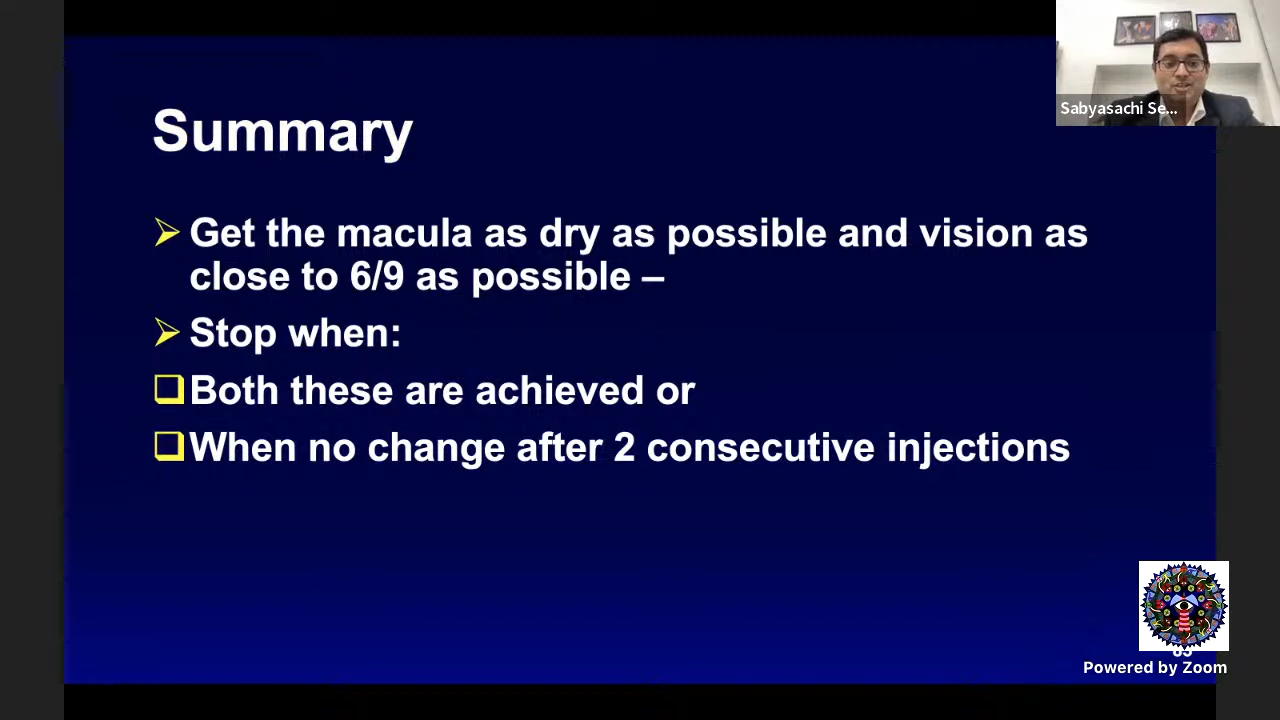 Sabyasachi Se...
Summary
Get the macula as dry as possible and vision as
close to 6/9 as possible –
Stop when:
Both these are achieved or
When no change after 2 consecutive injections
Powered by Zoom